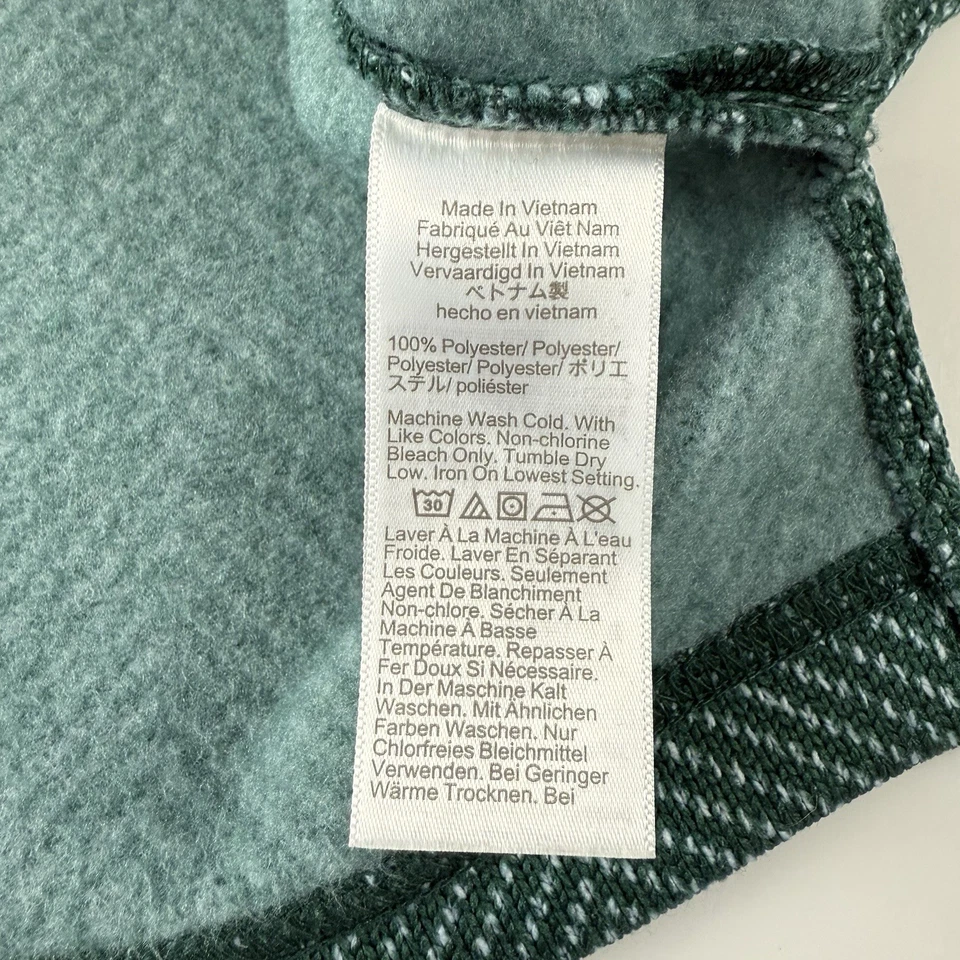 Made In Vietnam
Fabriqué Au Viêt Nam
Hergestellt In Vietnam
Vervaardigd In Vietnam
ベトナム製
hecho en vietnam
100% Polyester/ Polyester/
Polyester/ Polyester/ ポリエ
ステル/ poliéster
Machine Wash Cold. With
Like Colors. Non-chlorine
Bleach Only. Tumble Dry
Low. Iron On Lowest Setting.
30
Laver À La Machine À L'eau
Froide. Laver En Séparant
Les Couleurs. Seulement
Agent De Blanchiment
Non-chlore. Sécher À La
Machine À Basse
Température. Repasser À
Fer Doux Si Nécessaire.
In Der Maschine Kalt
Waschen. Mit Ähnlichen
Farben Waschen. Nur
Chlorfreies Bleichmittel
Verwenden. Bei Geringer
Wärme Trocknen. Bei